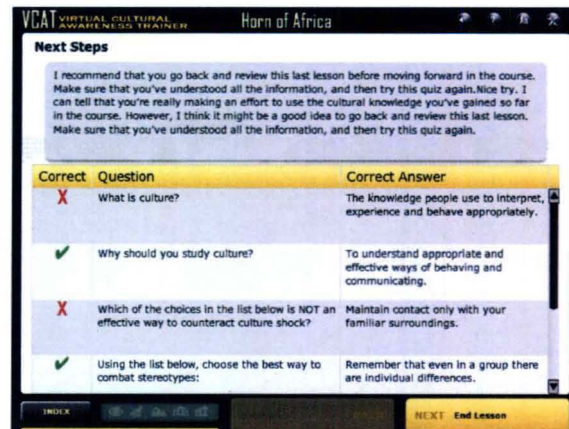 VCAT VIRTUAL CULTURAL AWARENESS TRAINER
Horn of Africa
Next Steps
I recommend that you go back and review this last lesson before moving forward in the course.
Make sure that you've understood all the information, and then try this quiz again.Nice try. I
can tell that you're really making an effort to use the cultural knowledge you've gained so far
in the course. However, I think it might be a good idea to go back and review this last lesson.
Make sure that you've understood all the information, and then try this quiz again.
Correct Question Correct Answer
X What is culture? The knowledge people use to interpret,
experience and behave appropriately.
✔ Why should you study culture? To understand appropriate and
effective ways of behaving and
communicating.
X Which of the choices in the list below is NOT an Maintain contact only with your
effective way to counteract culture shock? familiar surroundings.
✔ Using the list below, choose the best way to Remember that even in a group there
combat stereotypes: are individual differences.
INDEX
NEXT End Lesson